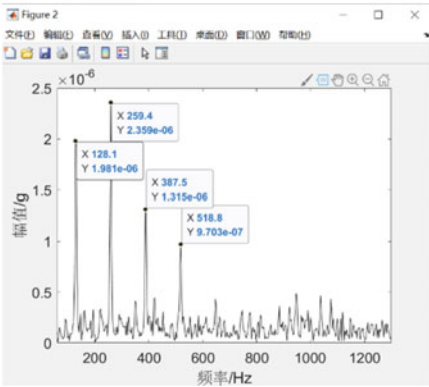 Figure 2
文件(F) 编辑(E) 查看(V) 插入(I) 工具(T) 桌面(D) 窗口(W) 帮助(H)
×10⁻⁶
2.5
X 259.4
Y 2.359e-06
2
X 128.1
Y 1.981e-06
1.5
X 387.5
Y 1.315e-06
X 518.8
Y 9.703e-07
1
0.5
0
幅值/g
200 400 600 800 1000 1200
频率/Hz